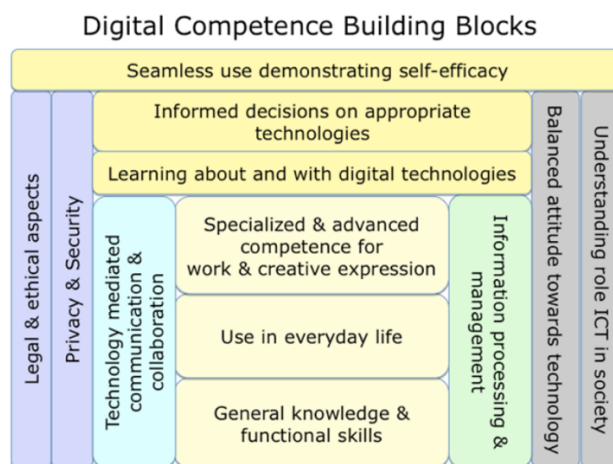 Digital Competence Building Blocks
Seamless use demonstrating self-efficacy
Informed decisions on appropriate
technologies
Learning about and with digital technologies
Legal & ethical aspects
Privacy & Security
Technology mediated
communication &
collaboration
Specialized & advanced
competence for
work & creative expression
Use in everyday life
General knowledge &
functional skills
Information processing &
management
Balanced attitude towards technology
Understanding role ICT in society